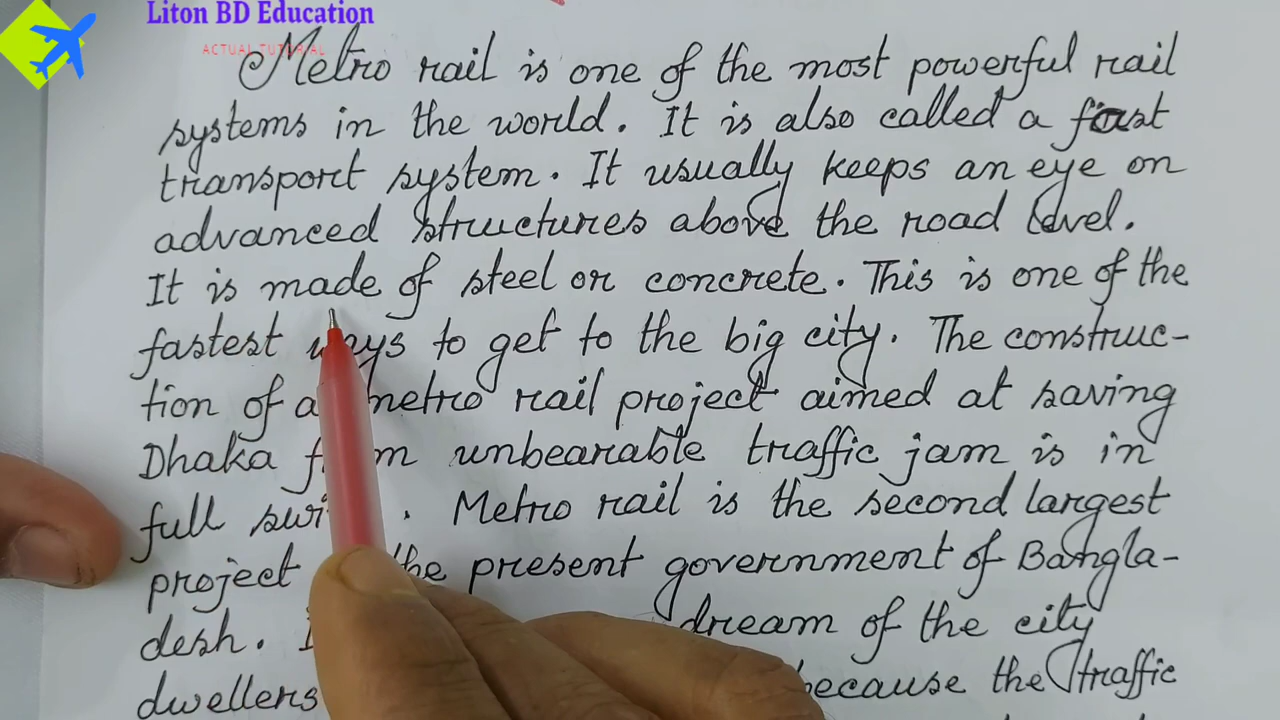 Liton BD Education
ACTUAL TUTORIAL
Metro rail is one of the most powerful rail
systems in the world. It is also called a fast
transport system. It usually keeps an eye on
advanced structures above the road level.
It is made of steel or concrete. This is one of the
fastest ways to get to the big city. The construc-
tion of a metro rail project aimed at saving
Dhaka from unbearable traffic jam is in
full . Metro rail is the second largest
project the present government of Bangla-
desh. dream of the city
dwellers because the traffic